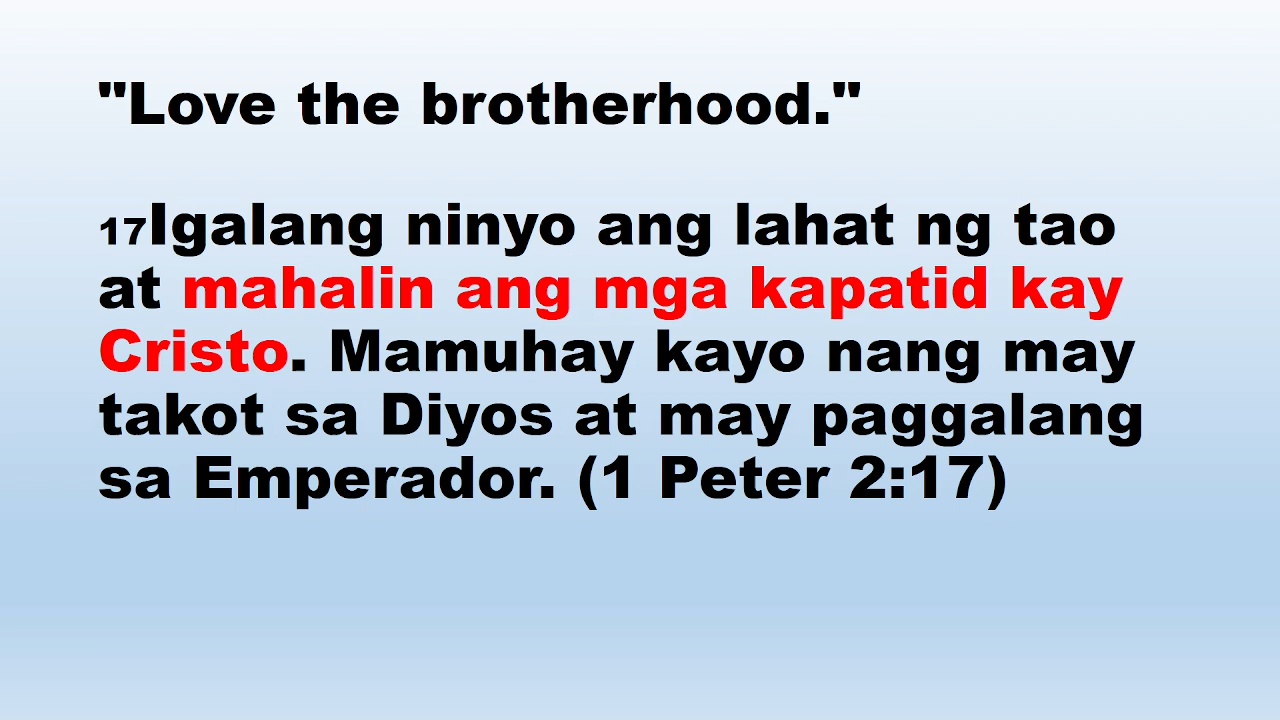 "Love the brotherhood."
17Igalang ninyo ang lahat ng tao
at mahalin ang mga kapatid kay
Cristo. Mamuhay kayo nang may
takot sa Diyos at may paggalang
sa Emperador. (1 Peter 2:17)